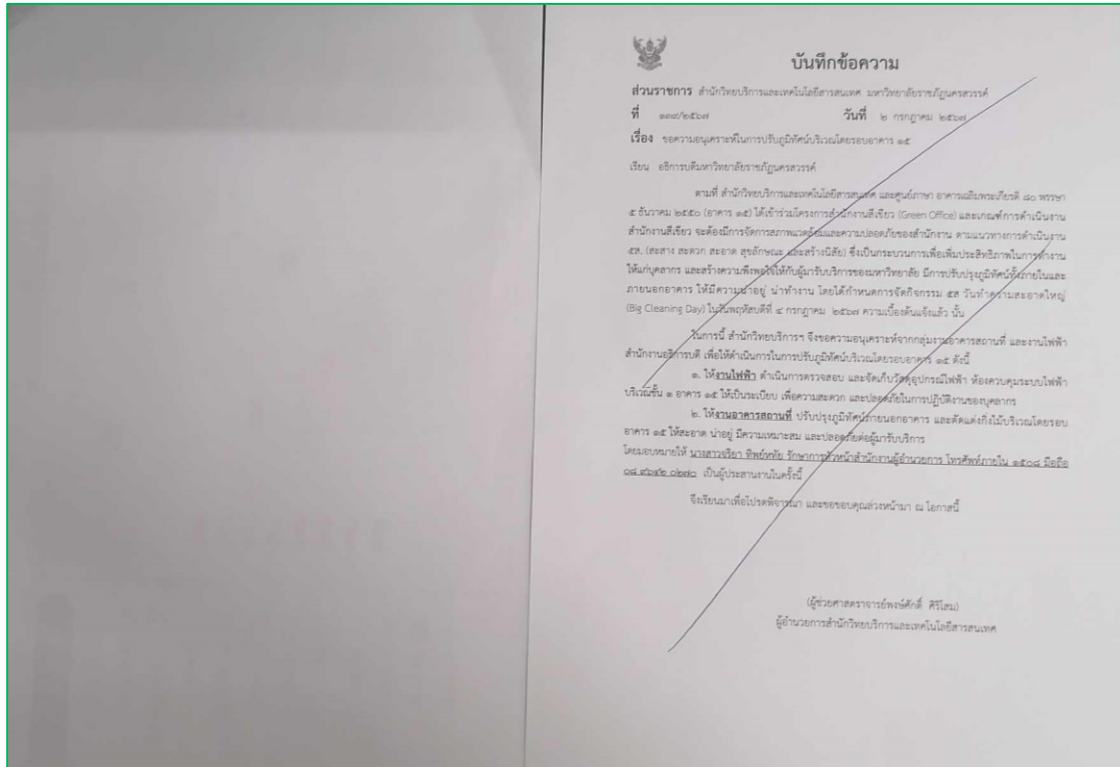 บันทึกข้อความ
ส่วนราชการ สำนักวิทยบริการและเทคโนโลยีสารสนเทศ มหาวิทยาลัยราชภัฏนครสวรรค์
ที่ ๑๓๙/๒๕๖๗ วันที่ ๒ กรกฎาคม ๒๕๖๗
เรื่อง ขอความอนุเคราะห์ในการปรับภูมิทัศน์บริเวณโดยรอบอาคาร ๑๕
เรียน อธิการบดีมหาวิทยาลัยราชภัฏนครสวรรค์
ตามที่ สำนักวิทยบริการและเทคโนโลยีสารสนเทศ และศูนย์ภาษา อาคารเฉลิมพระเกียรติ ๘๐ พรรษา
๕ ธันวาคม ๒๕๕๐ (อาคาร ๑๕) ได้เข้าร่วมโครงการสำนักงานสีเขียว (Green Office) และเกณฑ์การดำเนินงาน
สำนักงานสีเขียว จะต้องมีการจัดการสภาพแวดล้อมและความปลอดภัยของสำนักงาน ตามแนวทางการดำเนินงาน
๕ส. (สะสาง สะดวก สะอาด สุขลักษณะ และสร้างนิสัย) ซึ่งเป็นกระบวนการเพื่อเพิ่มประสิทธิภาพในการทำงาน
ให้แก่บุคลากร และสร้างความพึงพอใจให้กับผู้มารับบริการของมหาวิทยาลัย มีการปรับปรุงภูมิทัศน์ทั้งภายในและ
ภายนอกอาคาร ให้มีความน่าอยู่ น่าทำงาน โดยได้กำหนดการจัดกิจกรรม ๕ส วันทำความสะอาดใหญ่
(Big Cleaning Day) ในวันพฤหัสบดีที่ ๔ กรกฎาคม ๒๕๖๗ ความเบื้องต้นแจ้งแล้ว นั้น
ในการนี้ สำนักวิทยบริการฯ จึงขอความอนุเคราะห์จากกลุ่มงานอาคารสถานที่ และงานไฟฟ้า
สำนักงานอธิการบดี เพื่อให้ดำเนินการในการปรับภูมิทัศน์บริเวณโดยรอบอาคาร ๑๕ ดังนี้
๑. ให้งานไฟฟ้า ดำเนินการตรวจสอบ และจัดเก็บวัสดุอุปกรณ์ไฟฟ้า ห้องควบคุมระบบไฟฟ้า
บริเวณชั้น ๑ อาคาร ๑๕ ให้เป็นระเบียบ เพื่อความสะดวก และปลอดภัยในการปฏิบัติงานของบุคลากร
๒. ให้งานอาคารสถานที่ ปรับปรุงภูมิทัศน์ภายนอกอาคาร และตัดแต่งกิ่งไม้บริเวณโดยรอบ
อาคาร ๑๕ ให้สะอาด น่าอยู่ มีความเหมาะสม และปลอดภัยต่อผู้มารับบริการ
โดยมอบหมายให้ นางสาวจริยา ทิพย์หทัย รักษาการหัวหน้าสำนักงานผู้อำนวยการ โทรศัพท์ภายใน ๑๕๐๘ มือถือ
เป็นผู้ประสานงานในครั้งนี้
จึงเรียนมาเพื่อโปรดพิจารณา และขอขอบคุณล่วงหน้ามา ณ โอกาสนี้
(ผู้ช่วยศาสตราจารย์พงษ์ศักดิ์ ศิริโสม)
ผู้อำนวยการสำนักวิทยบริการและเทคโนโลยีสารสนเทศ